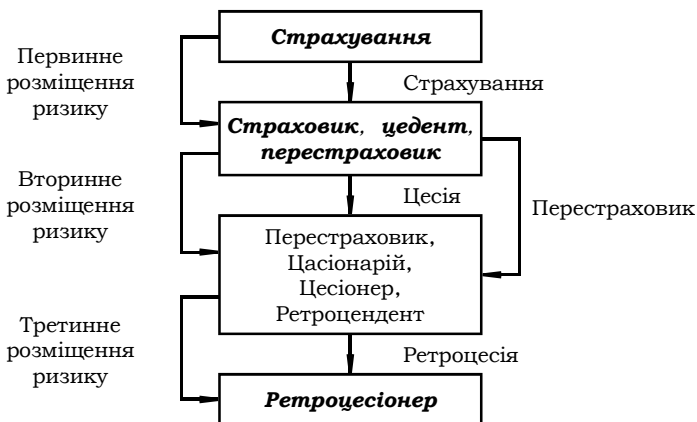 Страхування
Первинне
розміщення
ризику
Страхування
Страховик, цедент,
перестраховик
Вторинне
розміщення
ризику
Цесія
Перестраховик
Перестраховик,
Цасіонарій,
Цесіонер,
Ретроцендент
Третинне
розміщення
ризику
Ретроцесія
Ретроцесіонер